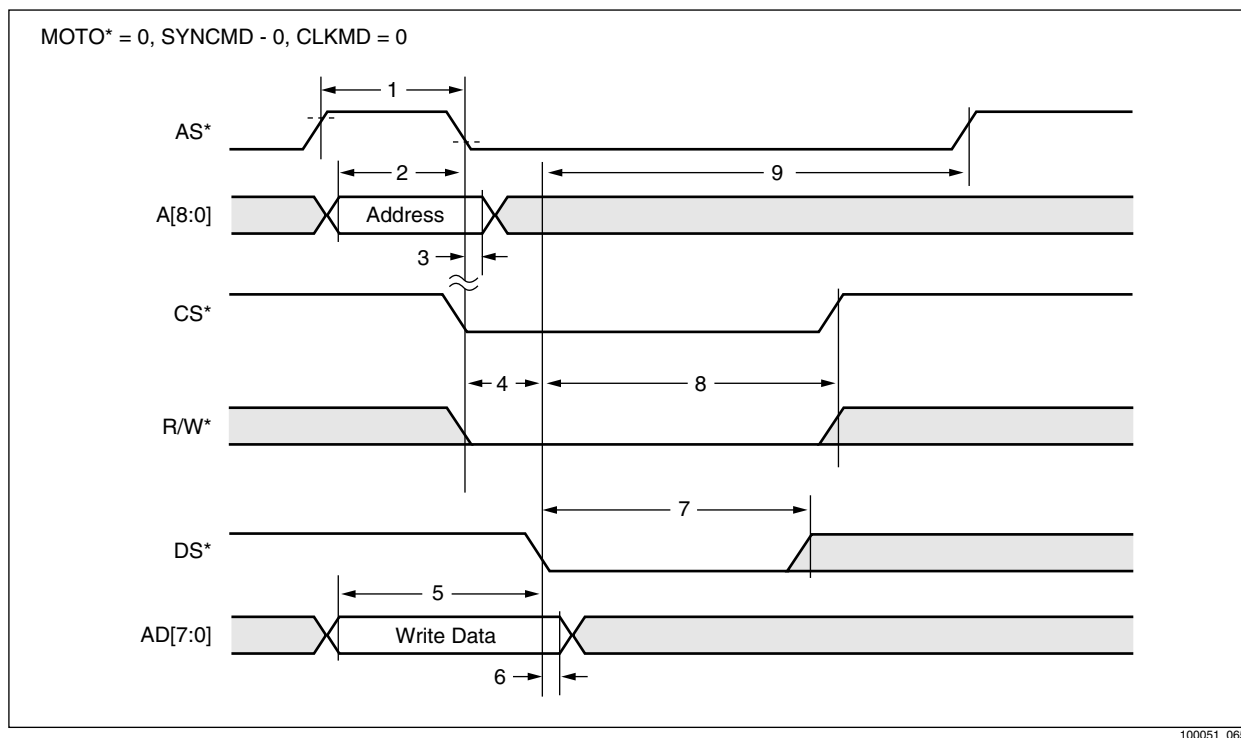 MOTO* = 0, SYNCMD - 0, CLKMD = 0
1
AS*
2
9
A[8:0]
Address
3
CS*
4
8
R/W*
7
DS*
5
AD[7:0]
Write Data
6